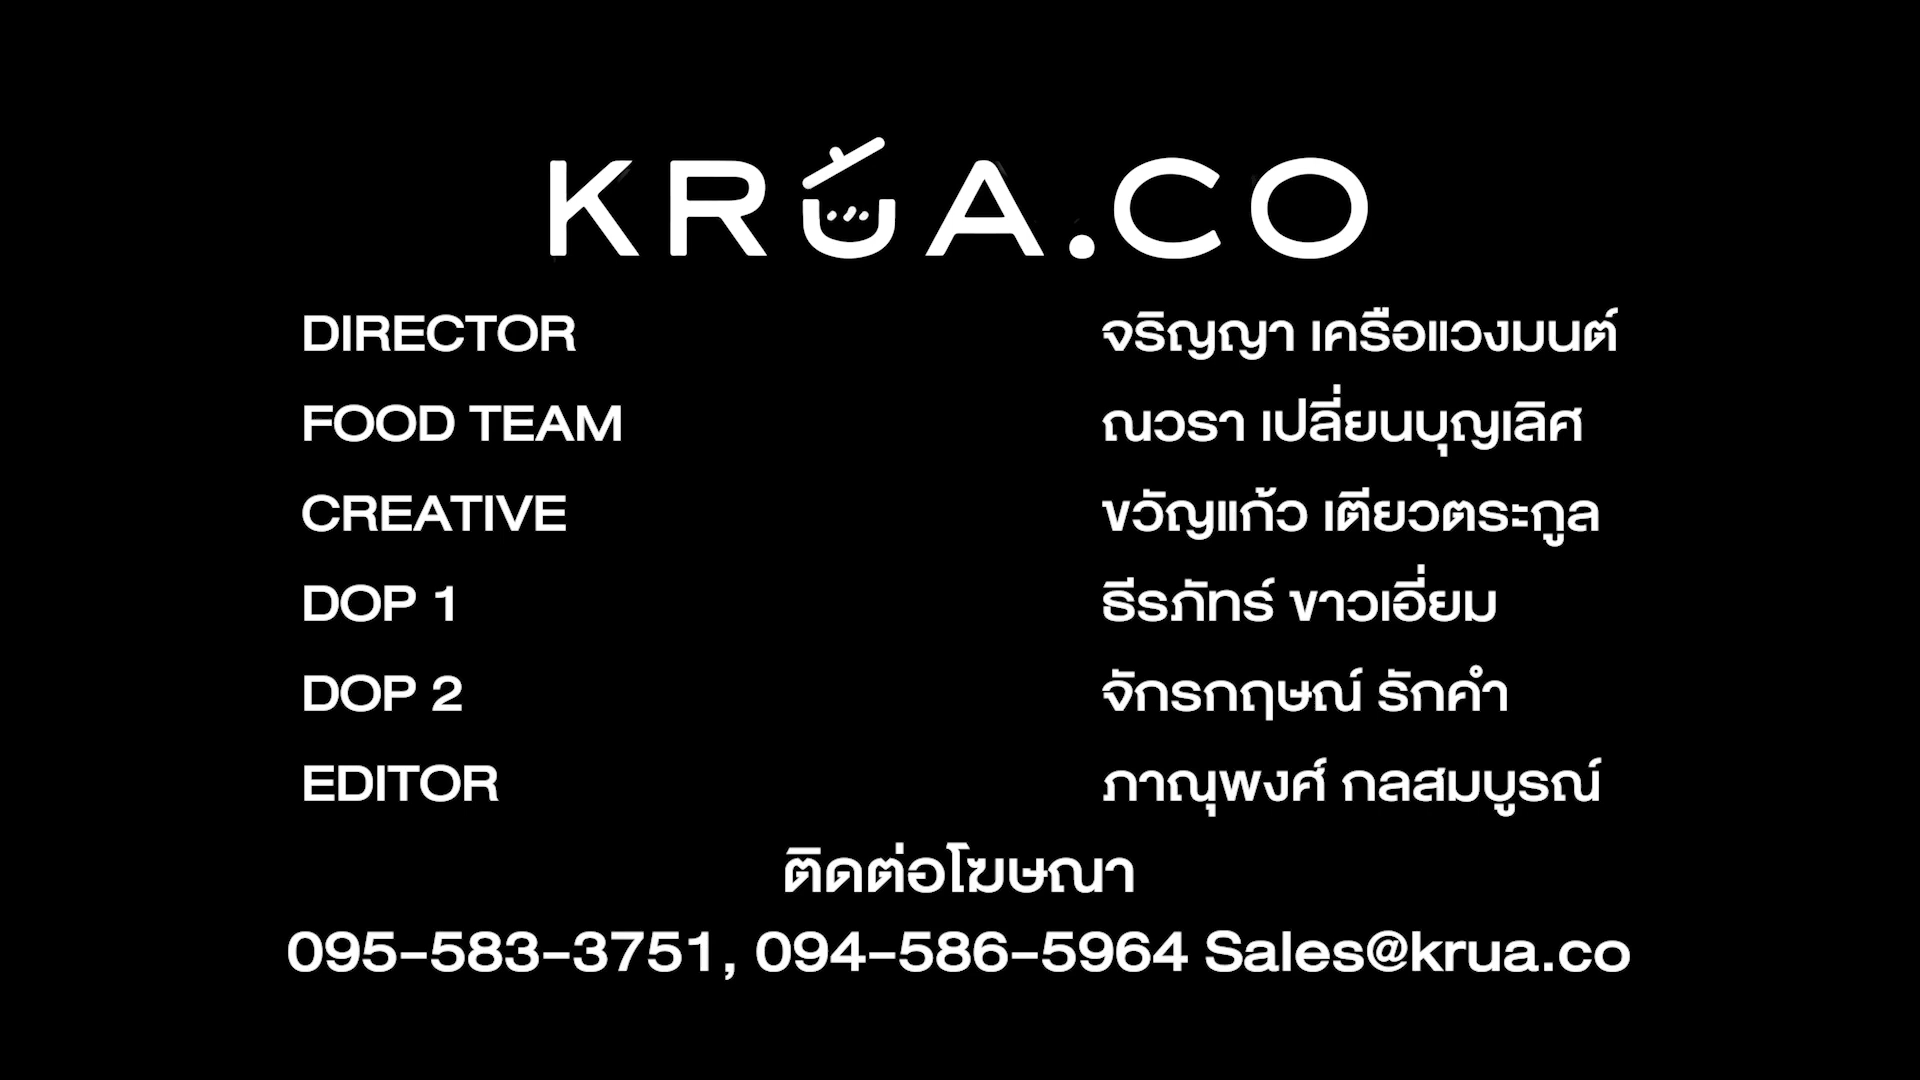 KRUA.CO
DIRECTOR จริญญา เครือแวงมนต์
FOOD TEAM ณวรา เปลี่ยนบุญเลิศ
CREATIVE ขวัญแก้ว เตียวตระกูล
DOP 1 ธีรภัทร์ ขาวเอี่ยม
DOP 2 จักรกฤษณ์ รักคำ
EDITOR ภาณุพงศ์ กลสมบูรณ์
ติดต่อโฆษณา
095-583-3751, 094-586-5964 Sales@krua.co